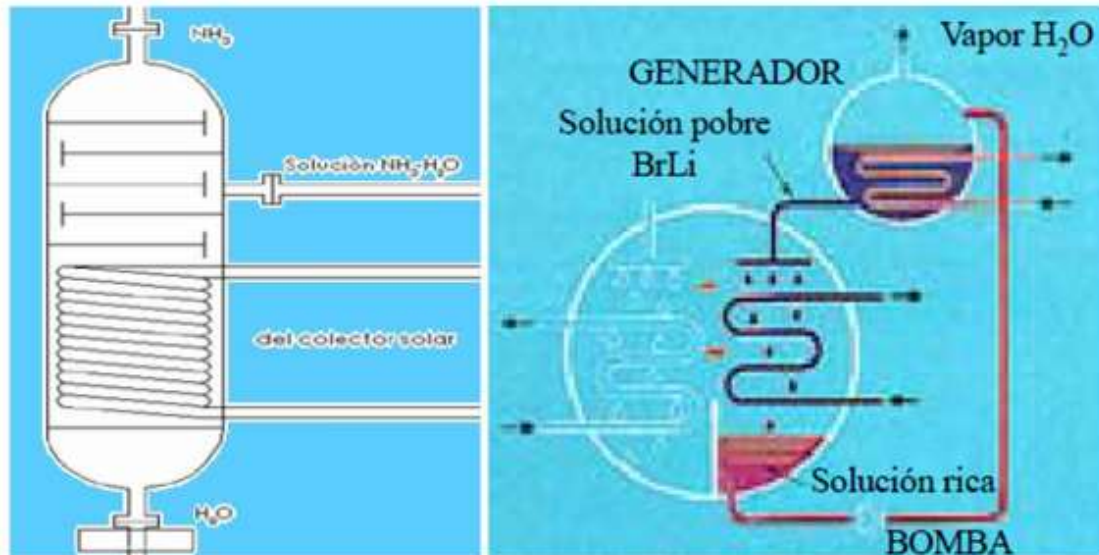 NH₃
Solución NH₃-H₂O
del colector solar
H₂O
Vapor H₂O
GENERADOR
Solución pobre
BrLi
Solución rica
BOMBA